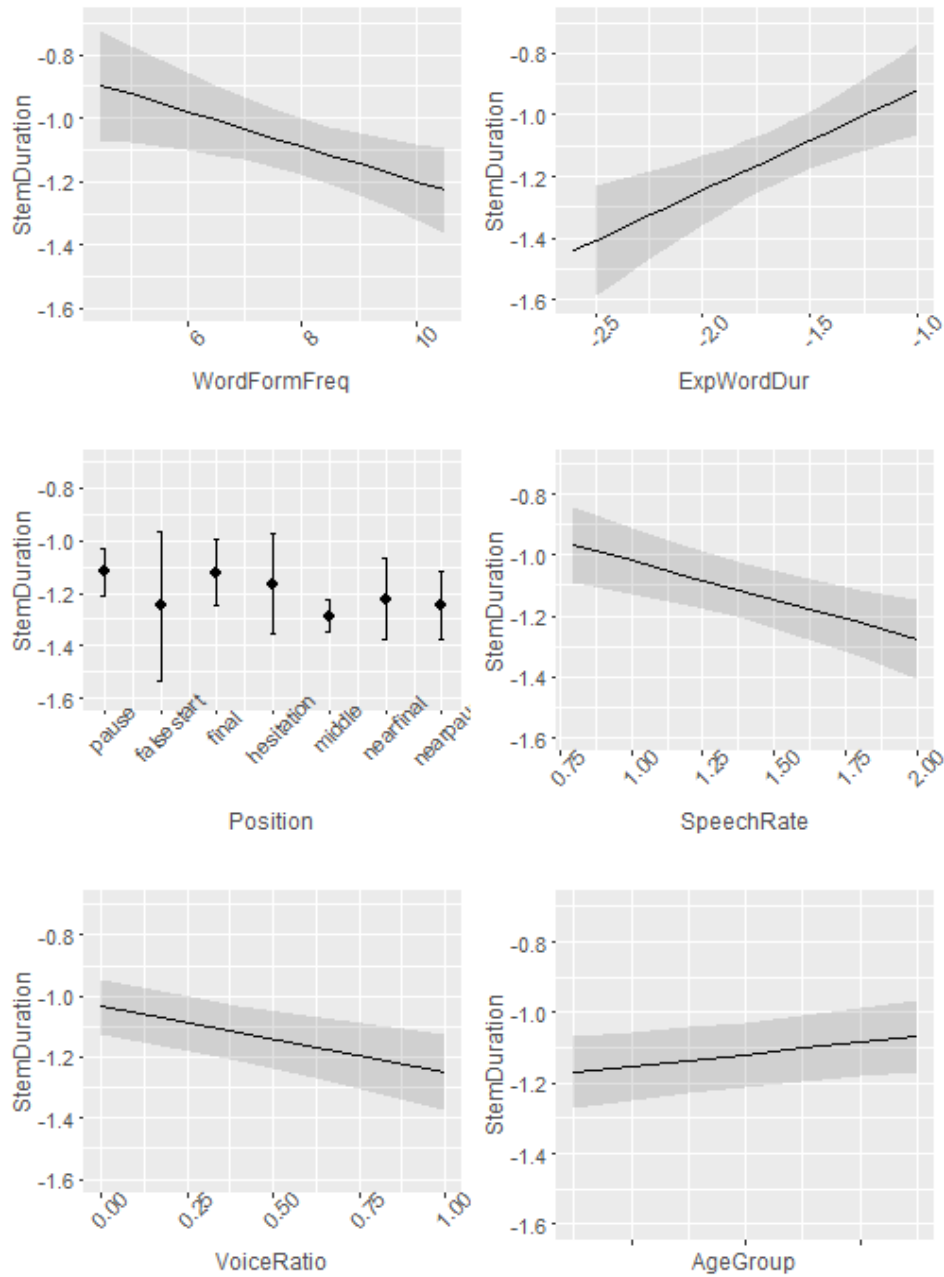 -0.8
-1.0
-1.2
-1.4
-1.6
StemDuration
6
8
10
WordFormFreq
-0.8
-1.0
-1.2
-1.4
-1.6
StemDuration
-2.5
-2.0
-1.5
-1.0
ExpWordDur
-0.8
-1.0
-1.2
-1.4
-1.6
StemDuration
pause
false start
final
hesitation
middle
nearfinal
Position
-0.8
-1.0
-1.2
-1.4
-1.6
StemDuration
0.75
1.00
1.25
1.50
1.75
2.00
SpeechRate
-0.8
-1.0
-1.2
-1.4
-1.6
StemDuration
0.00
0.25
0.50
0.75
1.00
VoiceRatio
-0.8
-1.0
-1.2
-1.4
-1.6
StemDuration
AgeGroup